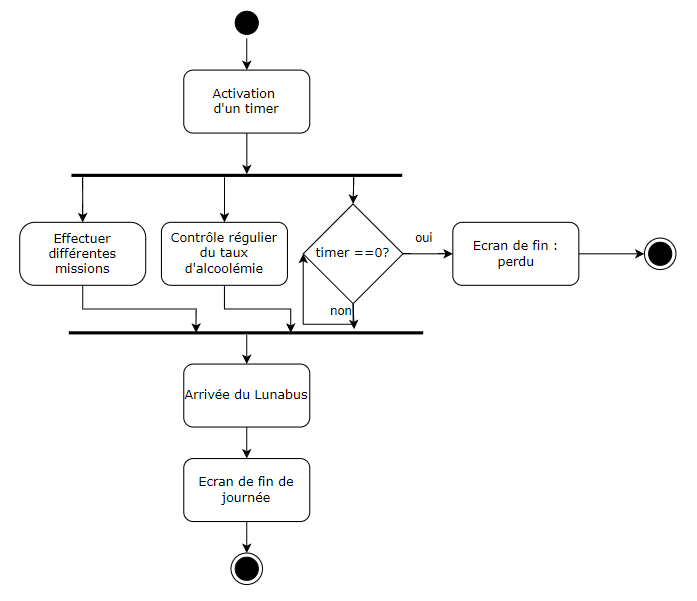 Activation
d'un timer
Effectuer
différentes
missions
Contrôle régulier
du taux
d'alcoolémie
timer ==0?
oui
Ecran de fin :
perdu
non
Arrivée du Lunabus
Ecran de fin de
journée